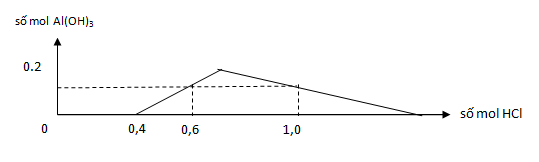 số mol Al(OH)3
0.2
số mol HCl
0 0,4 0,6 1,0